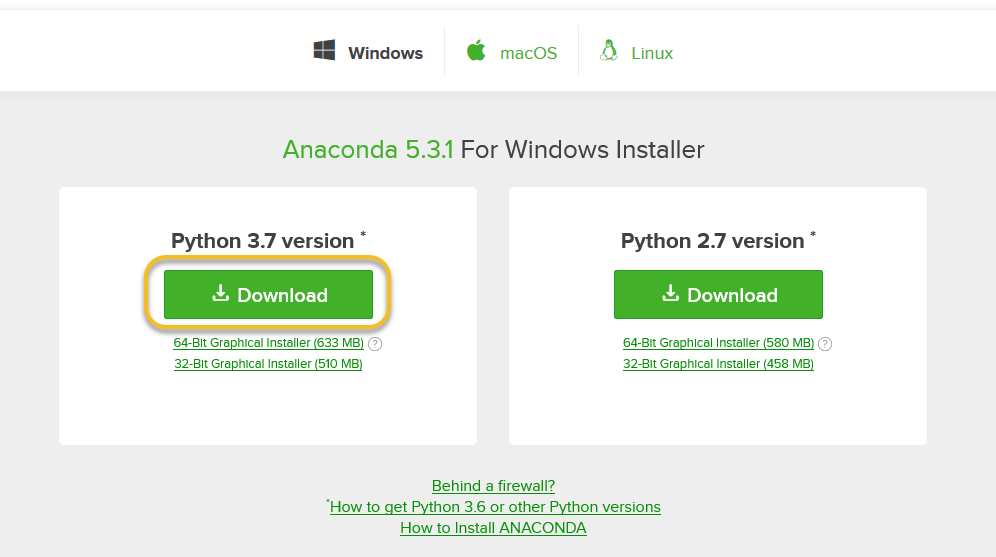 Windows macOS Linux
Anaconda 5.3.1 For Windows Installer
Python 3.7 version *
Download
64-Bit Graphical Installer (633 MB) ?
32-Bit Graphical Installer (510 MB)
Python 2.7 version *
Download
64-Bit Graphical Installer (580 MB) ?
32-Bit Graphical Installer (458 MB)
Behind a firewall?
*How to get Python 3.6 or other Python versions
How to Install ANACONDA